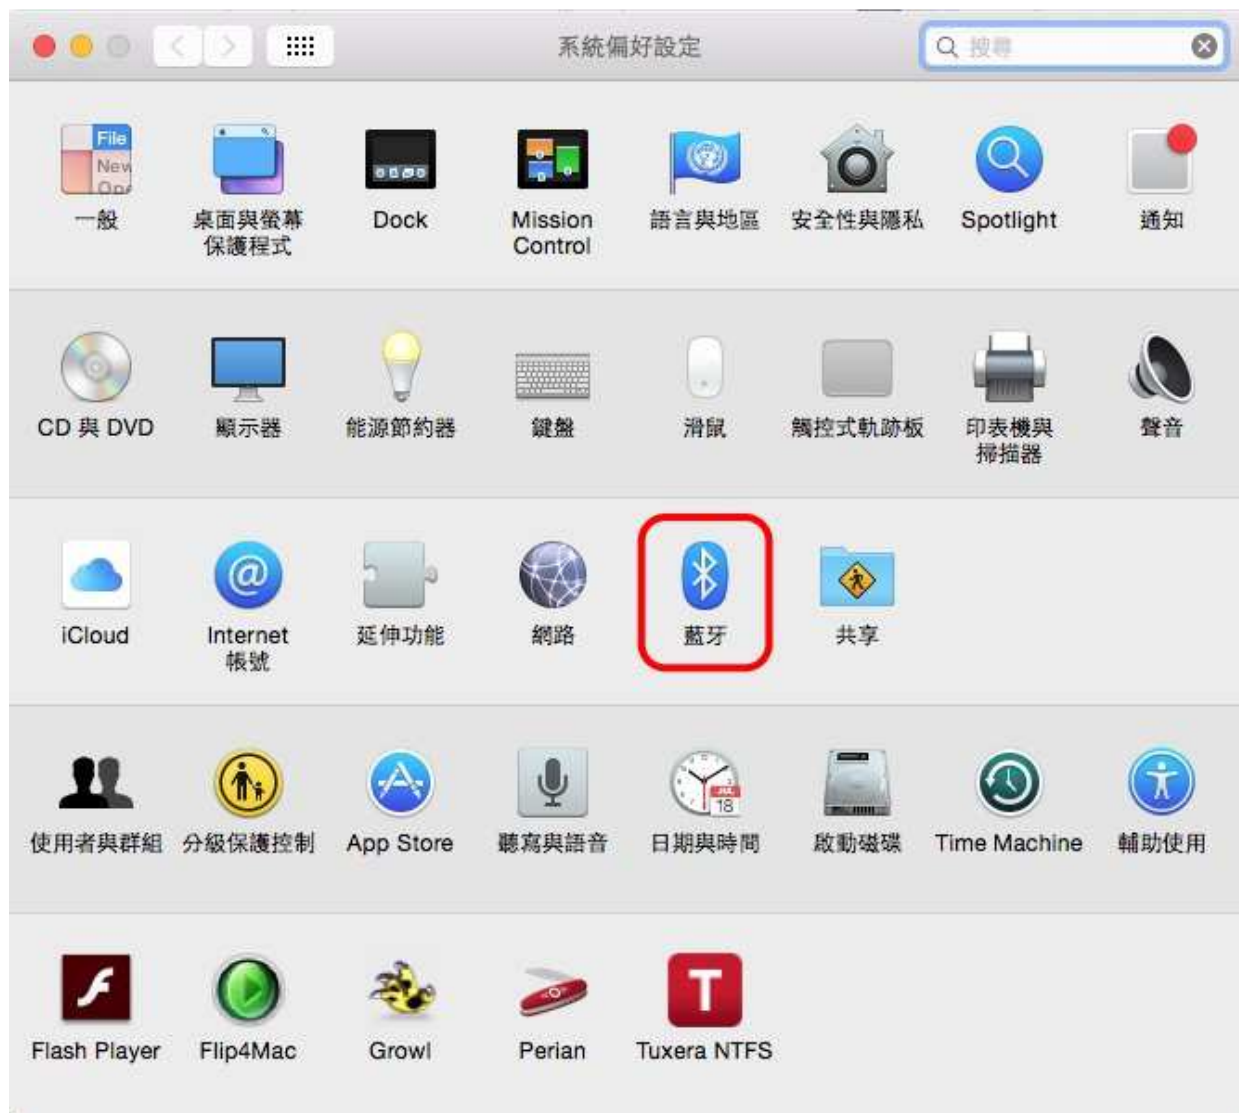 系統偏好設定
搜尋
File
New
Ope
一般
桌面與螢幕
保護程式
Dock
Mission
Control
語言與地區
安全性與隱私
Spotlight
通知
CD 與 DVD
顯示器
能源節約器
鍵盤
滑鼠
觸控式軌跡板
印表機與
掃描器
聲音
iCloud
Internet
帳號
延伸功能
網路
藍牙
共享
使用者與群組
分級保護控制
App Store
聽寫與語音
JUL
18
日期與時間
啟動磁碟
Time Machine
輔助使用
Flash Player
Flip4Mac
Growl
Perian
T
Tuxera NTFS